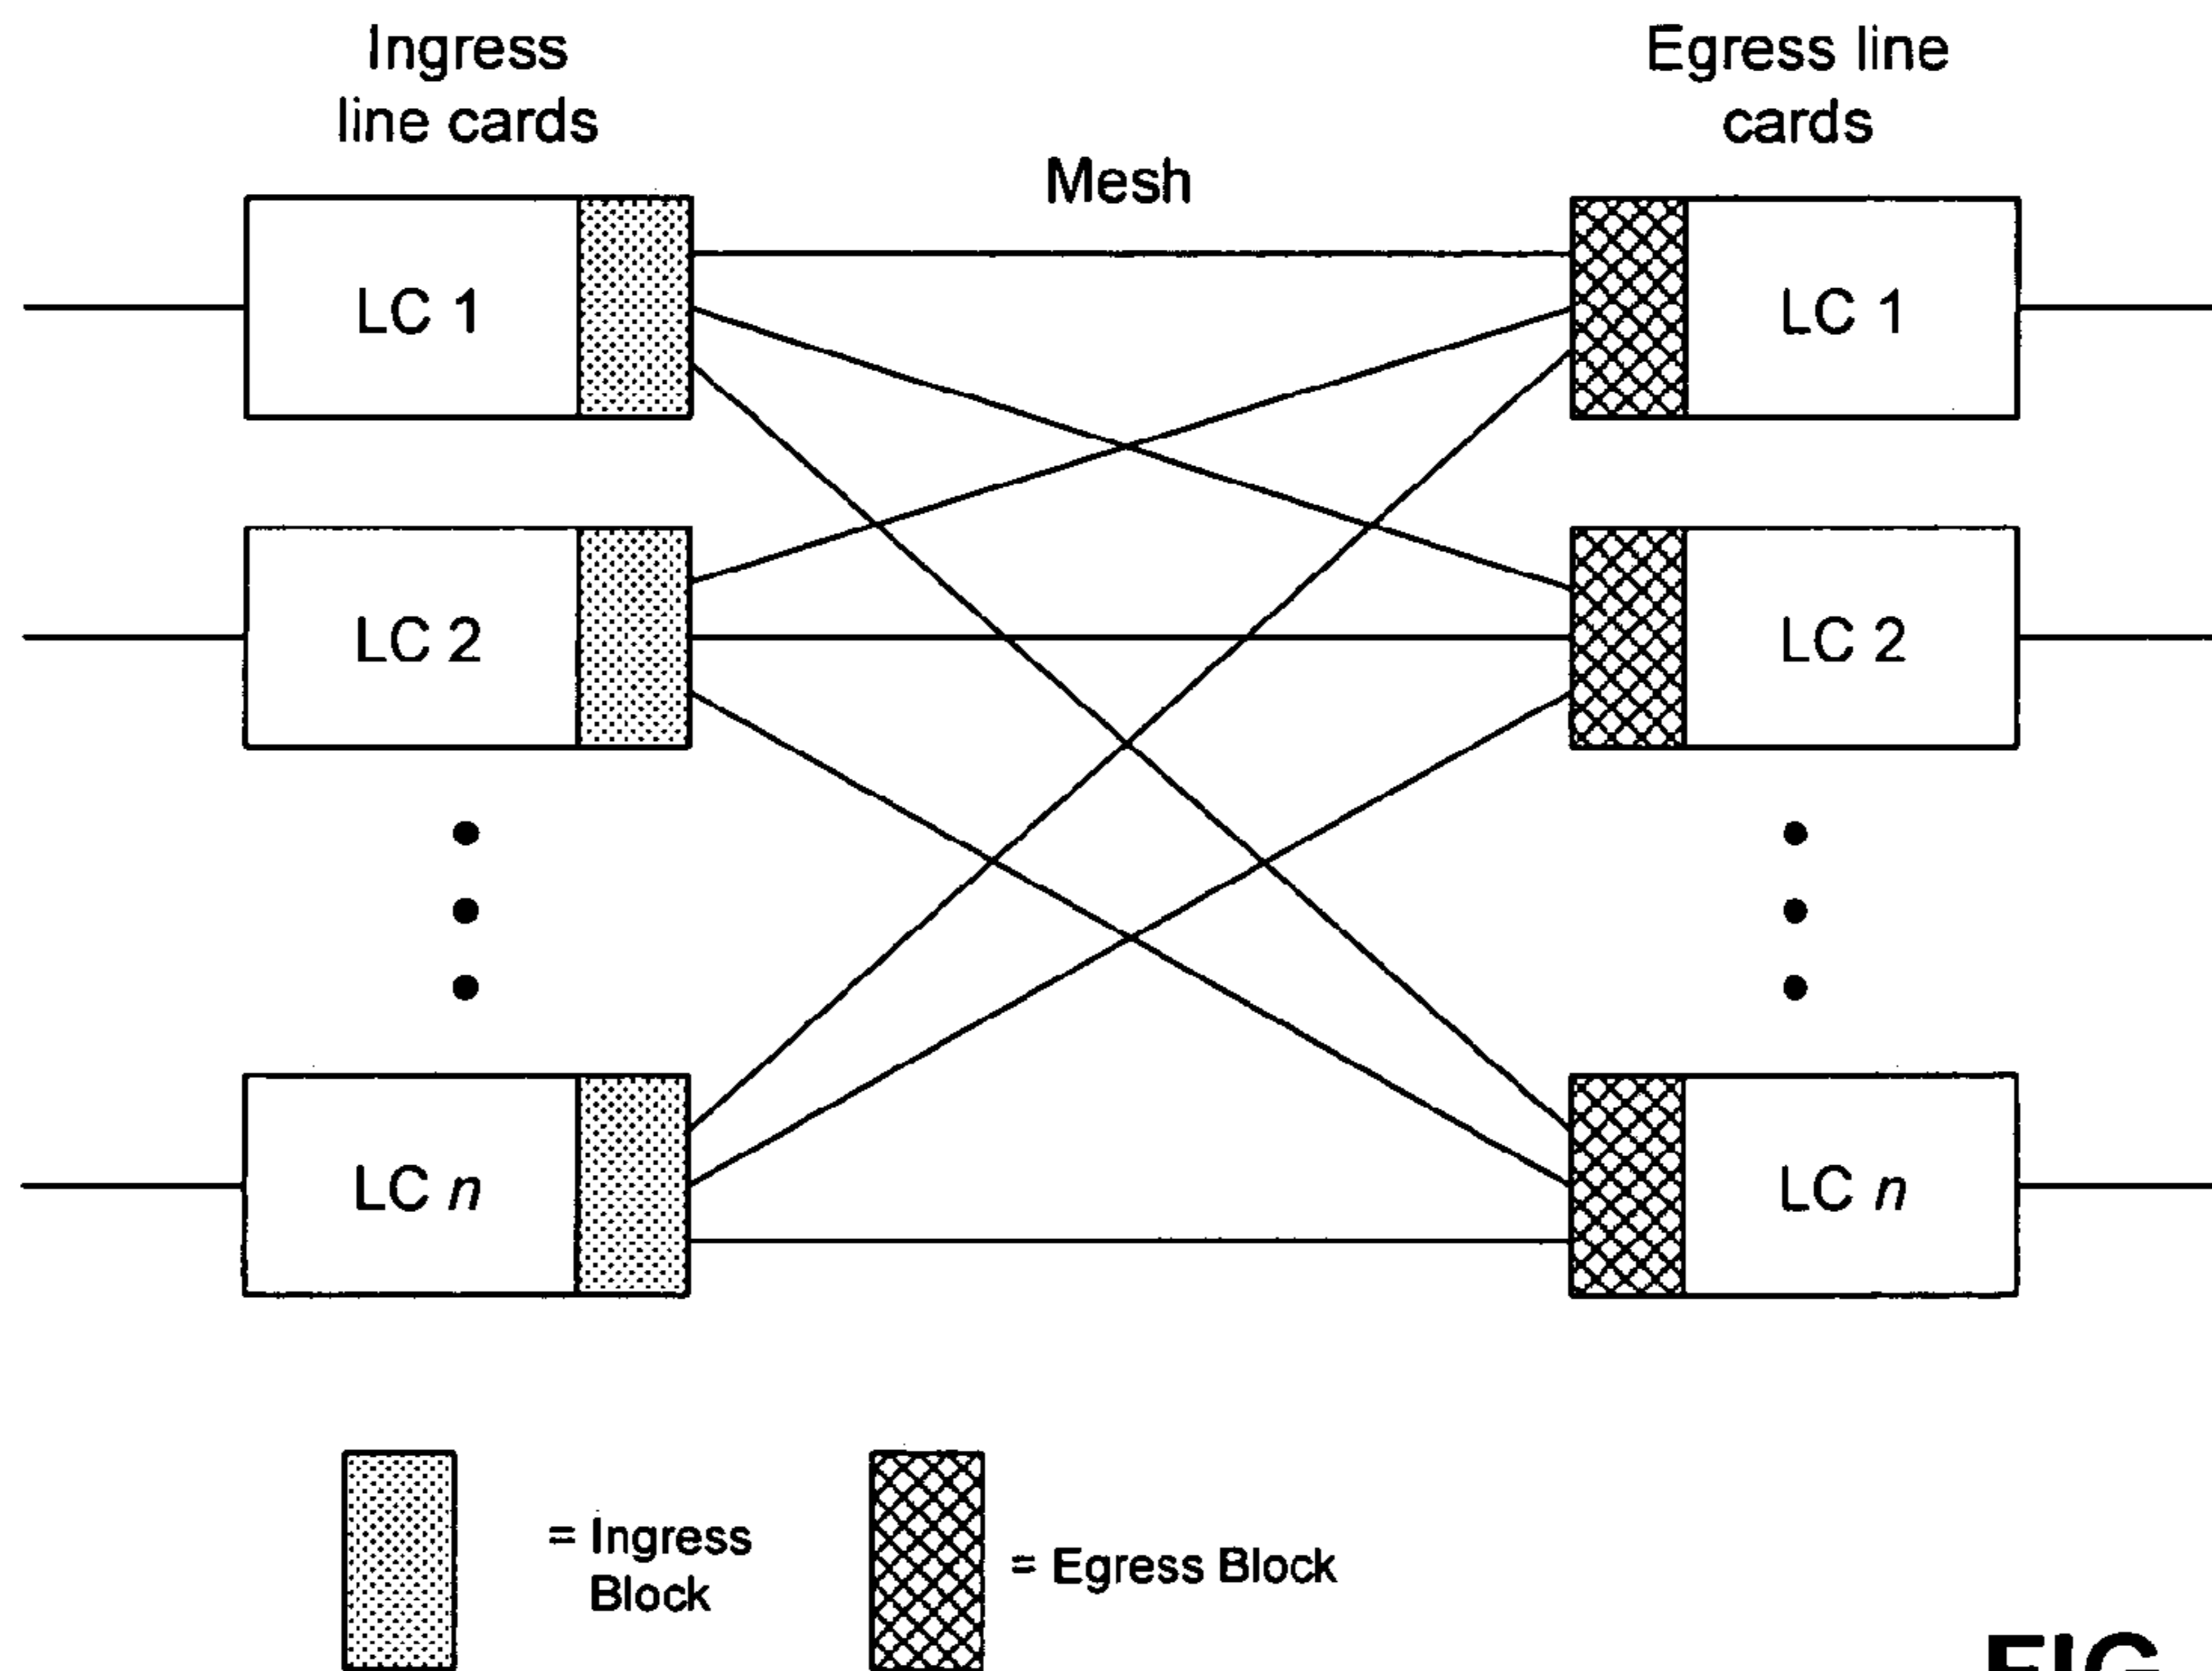 Ingress
line cards
Egress line
cards
Mesh
LC 1
LC 1
LC 2
LC 2
LC n
LC n
= Ingress
Block
= Egress Block
FIG